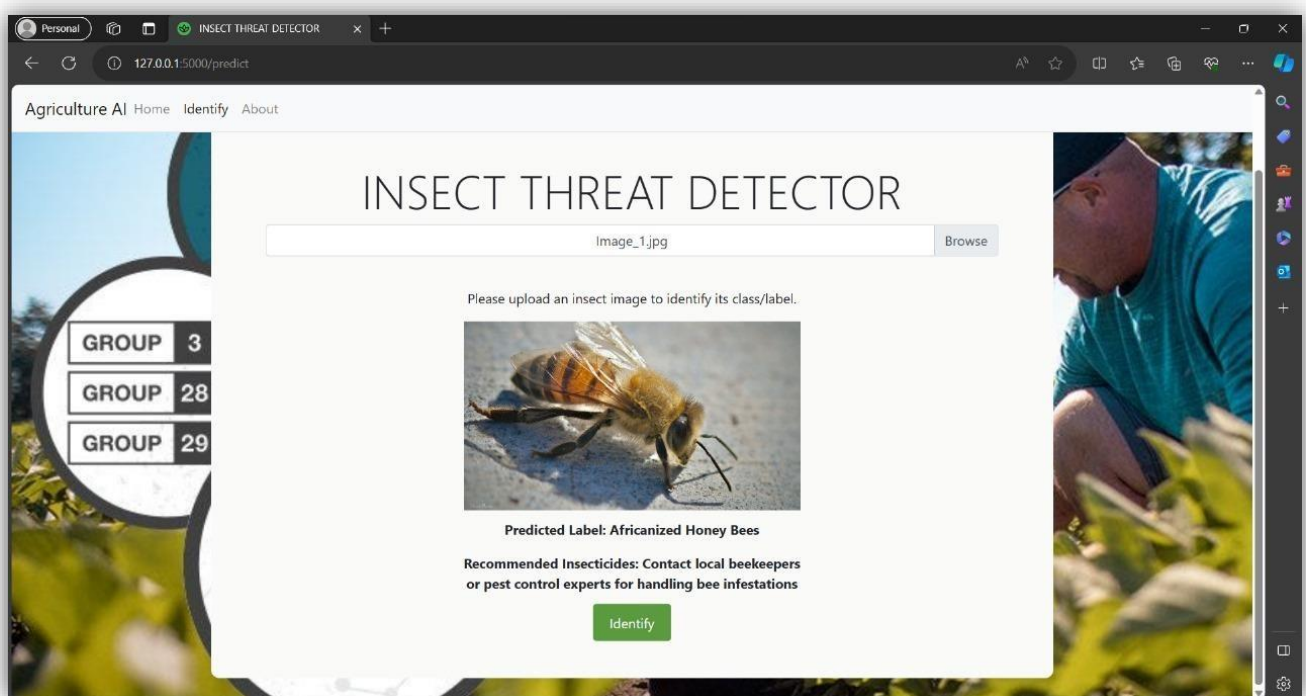 Personal
INSECT THREAT DETECTOR
127.0.0.1:5000/predict
Agriculture AI Home Identify About
INSECT THREAT DETECTOR
Image_1.jpg Browse
Please upload an insect image to identify its class/label.
GROUP 3
GROUP 28
GROUP 29
Predicted Label: Africanized Honey Bees
Recommended Insecticides: Contact local beekeepers
or pest control experts for handling bee infestations
Identify